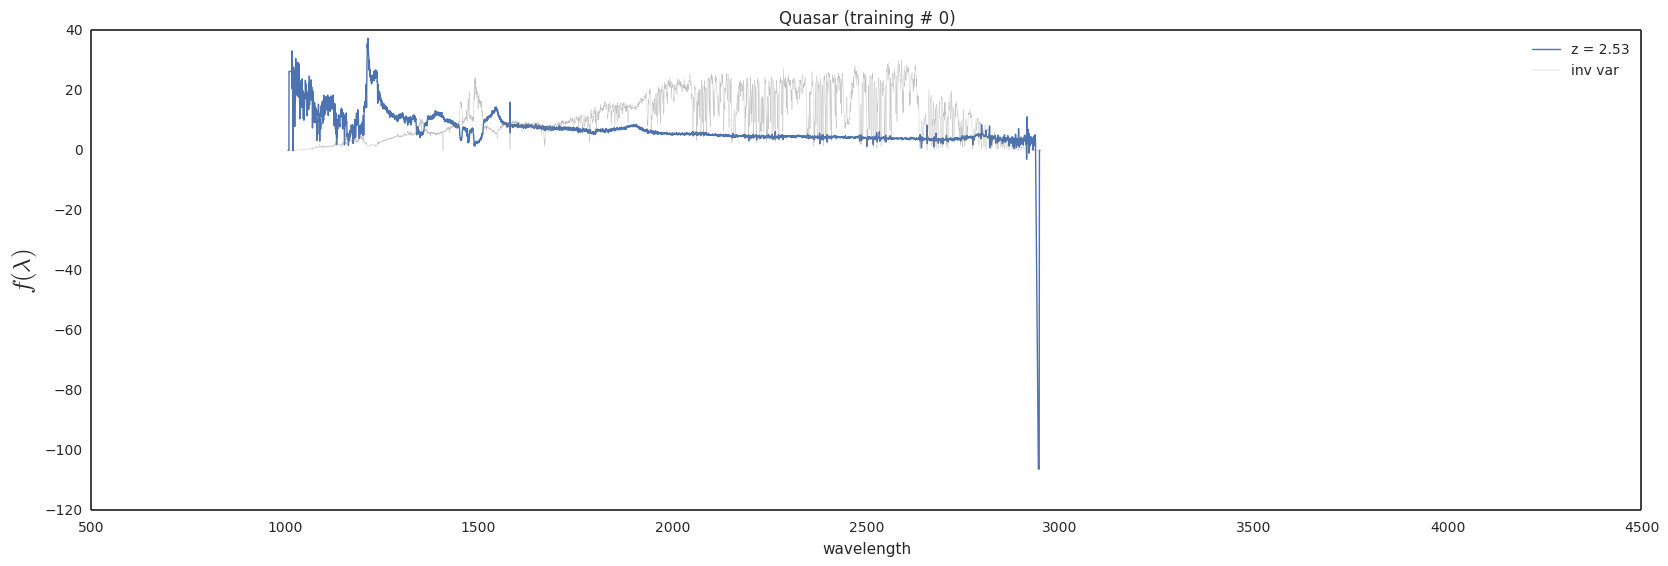 Quasar (training # 0)
z = 2.53
inv var
f(λ)
40
20
0
−20
−40
−60
−80
−100
−120
500 1000 1500 2000 2500 3000 3500 4000 4500
wavelength